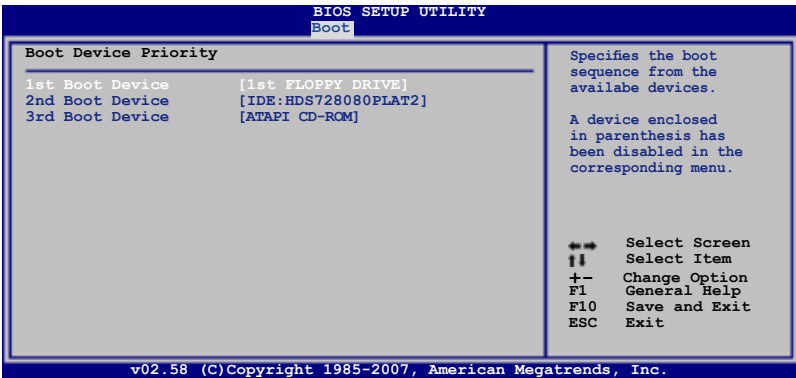 BIOS SETUP UTILITY
Boot
Boot Device Priority
1st Boot Device [1st FLOPPY DRIVE]
2nd Boot Device [IDE:HDS728080PLAT2]
3rd Boot Device [ATAPI CD-ROM]
Specifies the boot
sequence from the
availabe devices.
A device enclosed
in parenthesis has
been disabled in the
corresponding menu.
←→ Select Screen
↑↓ Select Item
+- Change Option
F1 General Help
F10 Save and Exit
ESC Exit
v02.58 (C)Copyright 1985-2007, American Megatrends, Inc.